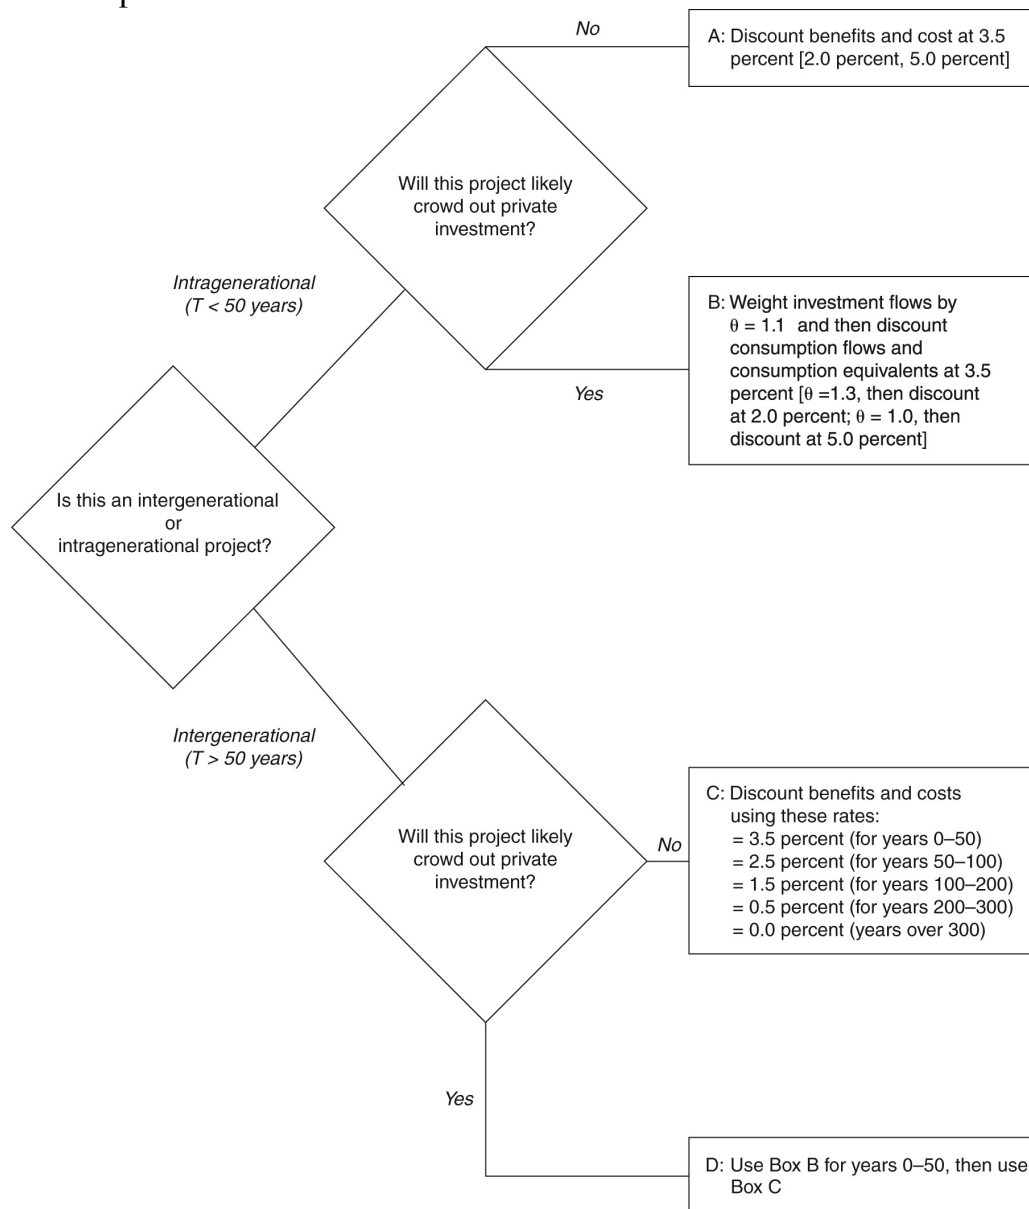 No
A: Discount benefits and cost at 3.5
percent [2.0 percent, 5.0 percent]
Will this project likely
crowd out private
investment?
Intragenerational
(T < 50 years)
B: Weight investment flows by
θ = 1.1 and then discount
consumption flows and
consumption equivalents at 3.5
percent [θ =1.3, then discount
at 2.0 percent; θ = 1.0, then
discount at 5.0 percent]
Yes
Is this an intergenerational
or
intragenerational project?
Intergenerational
(T > 50 years)
Will this project likely
crowd out private
investment?
No
C: Discount benefits and costs
using these rates:
= 3.5 percent (for years 0–50)
= 2.5 percent (for years 50–100)
= 1.5 percent (for years 100–200)
= 0.5 percent (for years 200–300)
= 0.0 percent (years over 300)
Yes
D: Use Box B for years 0–50, then use
Box C